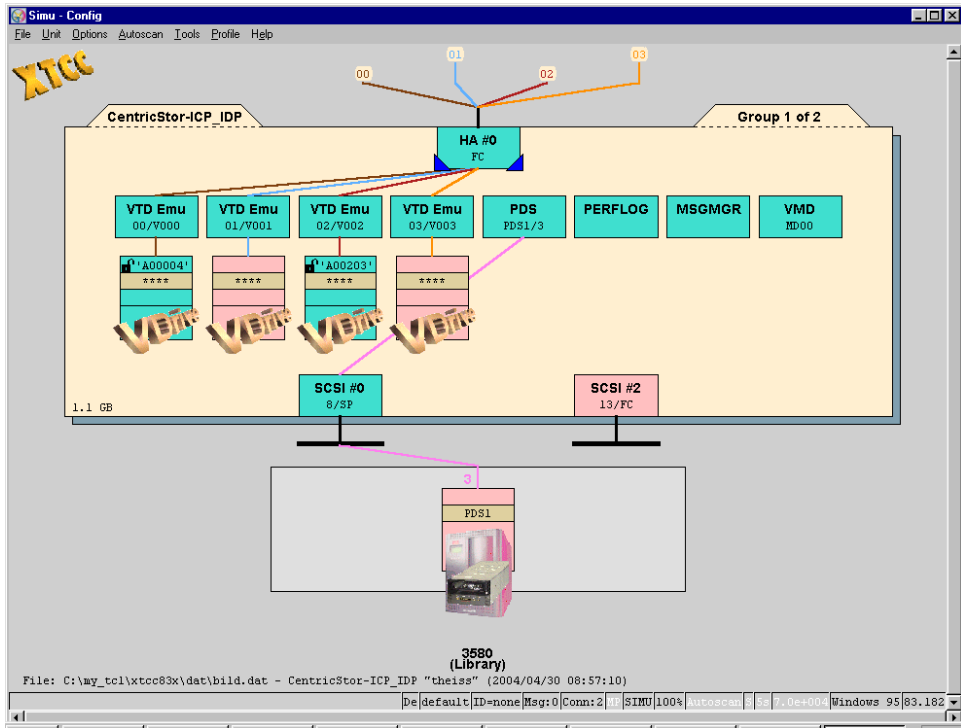 Simu - Config
File Unit Options Autoscan Tools Profile Help
XTCC
00 01 02 03
CentricStor-ICP_IDP
Group 1 of 2
HA #0
FC
VTD Emu
00/V000
VTD Emu
01/V001
VTD Emu
02/V002
VTD Emu
03/V003
PDS
PDS1/3
PERFLOG
MSGMGR
VMD
MD00
'A00004'
****
****
'A00203'
****
****
VDrive
VDrive
VDrive
VDrive
SCSI #0
8/SP
SCSI #2
13/FC
1.1 GB
3
PDS1
3580
(Library)
File: C:\my_tcl\xtcc83x\dat\bild.dat - CentricStor-ICP_IDP "theiss" (2004/04/30 08:57:10)
De default ID=none Msg:0 Conn:2 MP SIMU 100% Autoscan S 5s 7.0e+004 Windows 95 83.182